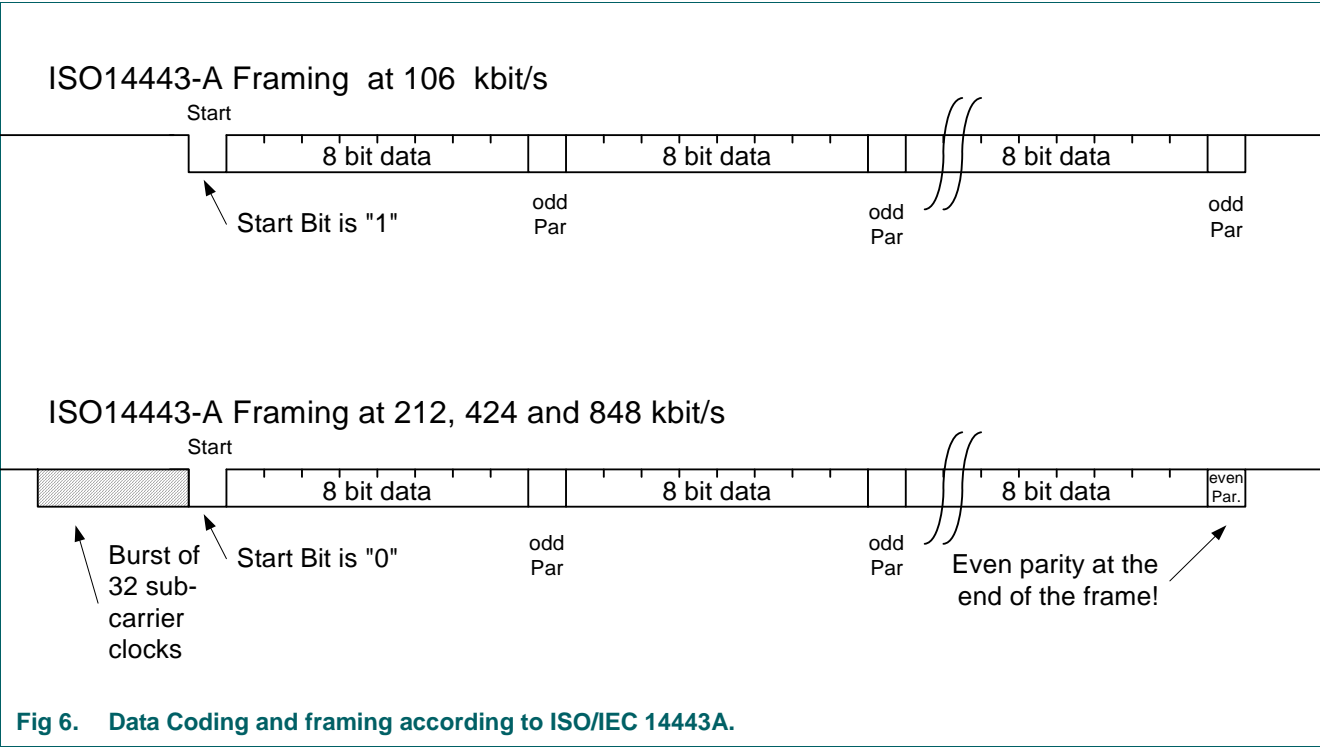 ISO14443-A Framing at 106 kbit/s
Start
8 bit data
8 bit data
8 bit data
Start Bit is "1"
odd
Par
odd
Par
odd
Par
ISO14443-A Framing at 212, 424 and 848 kbit/s
Start
8 bit data
8 bit data
8 bit data
even
Par.
Burst of
32 sub-
carrier
clocks
Start Bit is "0"
odd
Par
odd
Par
Even parity at the
end of the frame!
Fig 6. Data Coding and framing according to ISO/IEC 14443A.